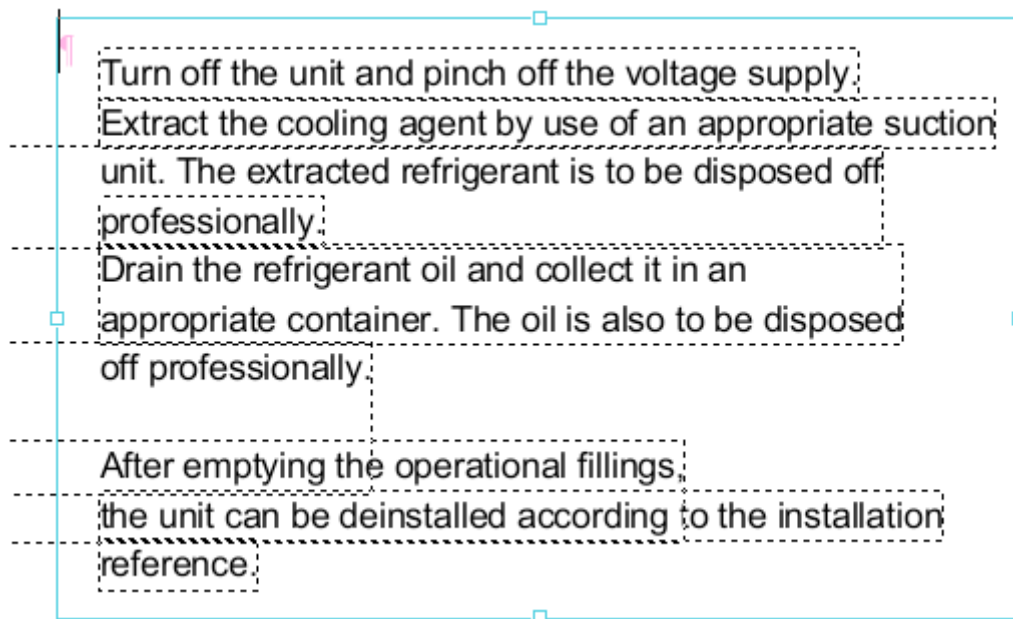 Turn off the unit and pinch off the voltage supply.
Extract the cooling agent by use of an appropriate suction
unit. The extracted refrigerant is to be disposed off
professionally.
Drain the refrigerant oil and collect it in an
appropriate container. The oil is also to be disposed
off professionally.
After emptying the operational fillings,
the unit can be deinstalled according to the installation
reference.